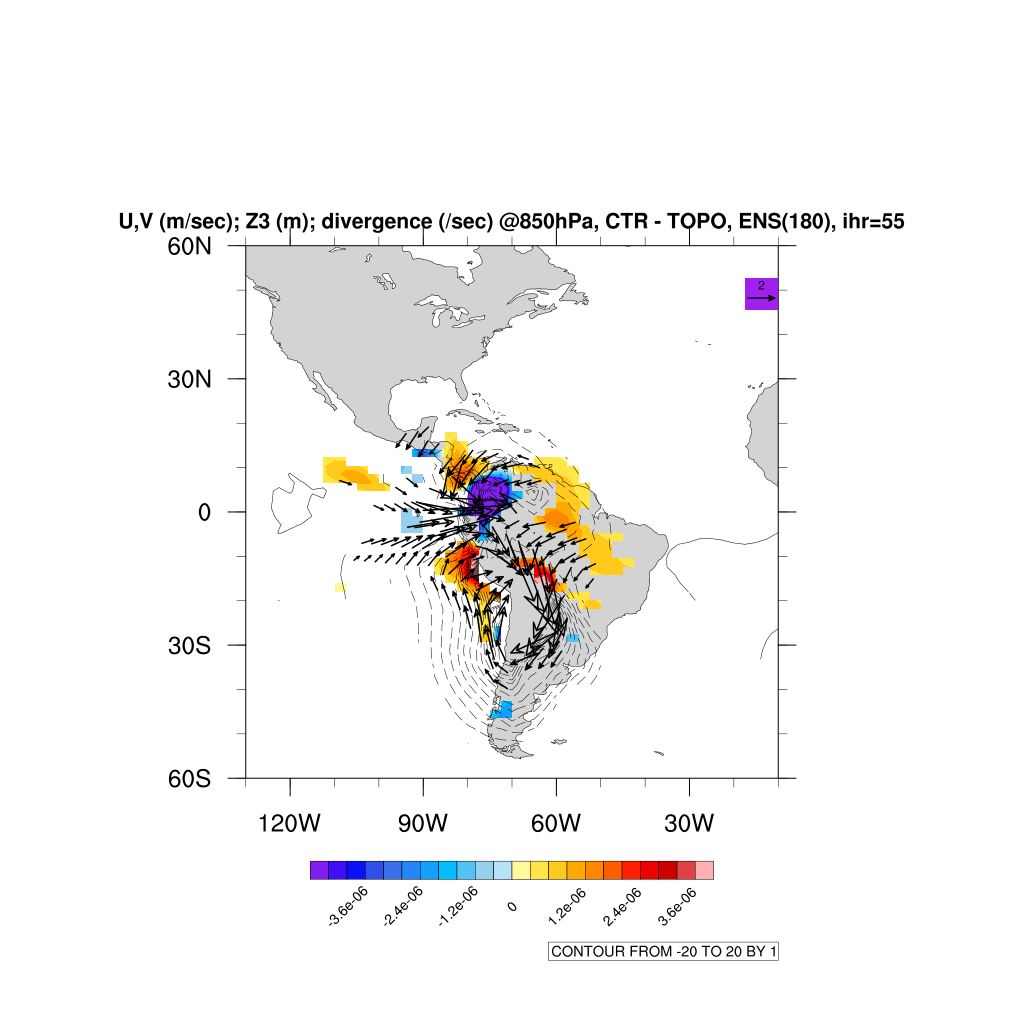 U,V (m/sec); Z3 (m); divergence (/sec) @850hPa, CTR - TOPO, ENS(180), ihr=55
60N
2
30N
0
30S
60S
120W 90W 60W 30W
-3.6e-06 -2.4e-06 -1.2e-06 0 1.2e-06 2.4e-06 3.6e-06
CONTOUR FROM -20 TO 20 BY 1